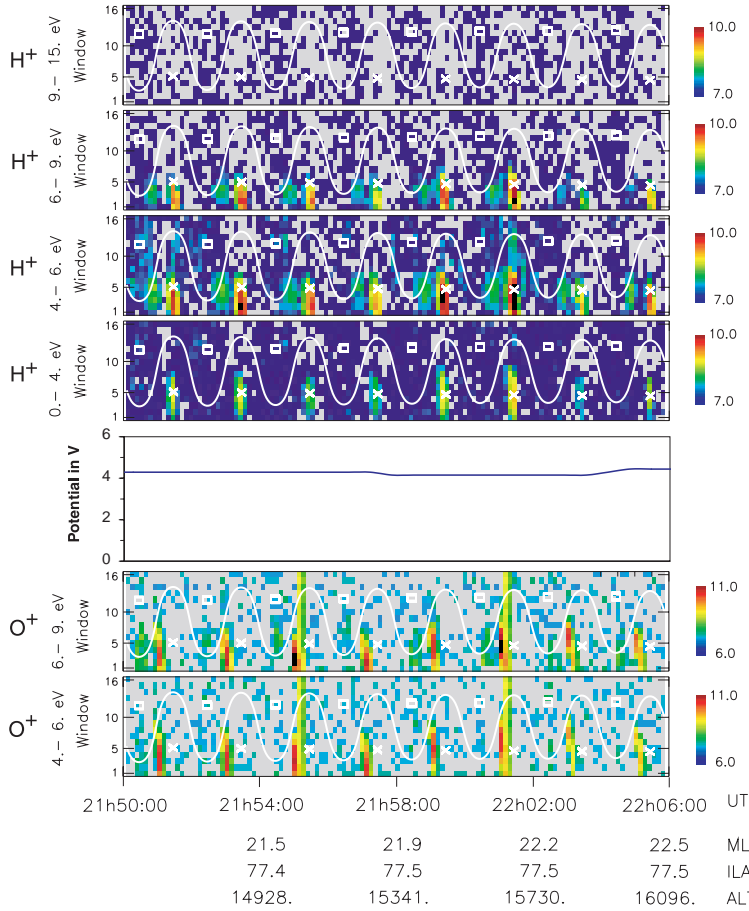 H+
9.– 15. eV
Window
16
10
5
1
10.0
7.0
H+
6.– 9. eV
Window
16
10
5
1
10.0
7.0
H+
4.– 6. eV
Window
16
10
5
1
10.0
7.0
H+
0.– 4. eV
Window
16
10
5
1
10.0
7.0
Potential in V
6
4
2
0
O+
6.– 9. eV
Window
16
10
5
1
11.0
6.0
O+
4.– 6. eV
Window
16
10
5
1
11.0
6.0
21h50:00 21h54:00 21h58:00 22h02:00 22h06:00 UT
21.5 21.9 22.2 22.5 ML
77.4 77.5 77.5 77.5 ILA
14928. 15341. 15730. 16096. ALT